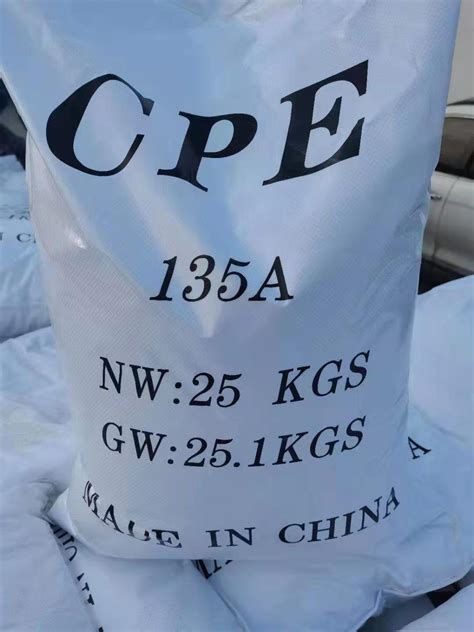 CPE
135A
NW:25 KGS
GW:25.1KGS
MADE IN CHINA